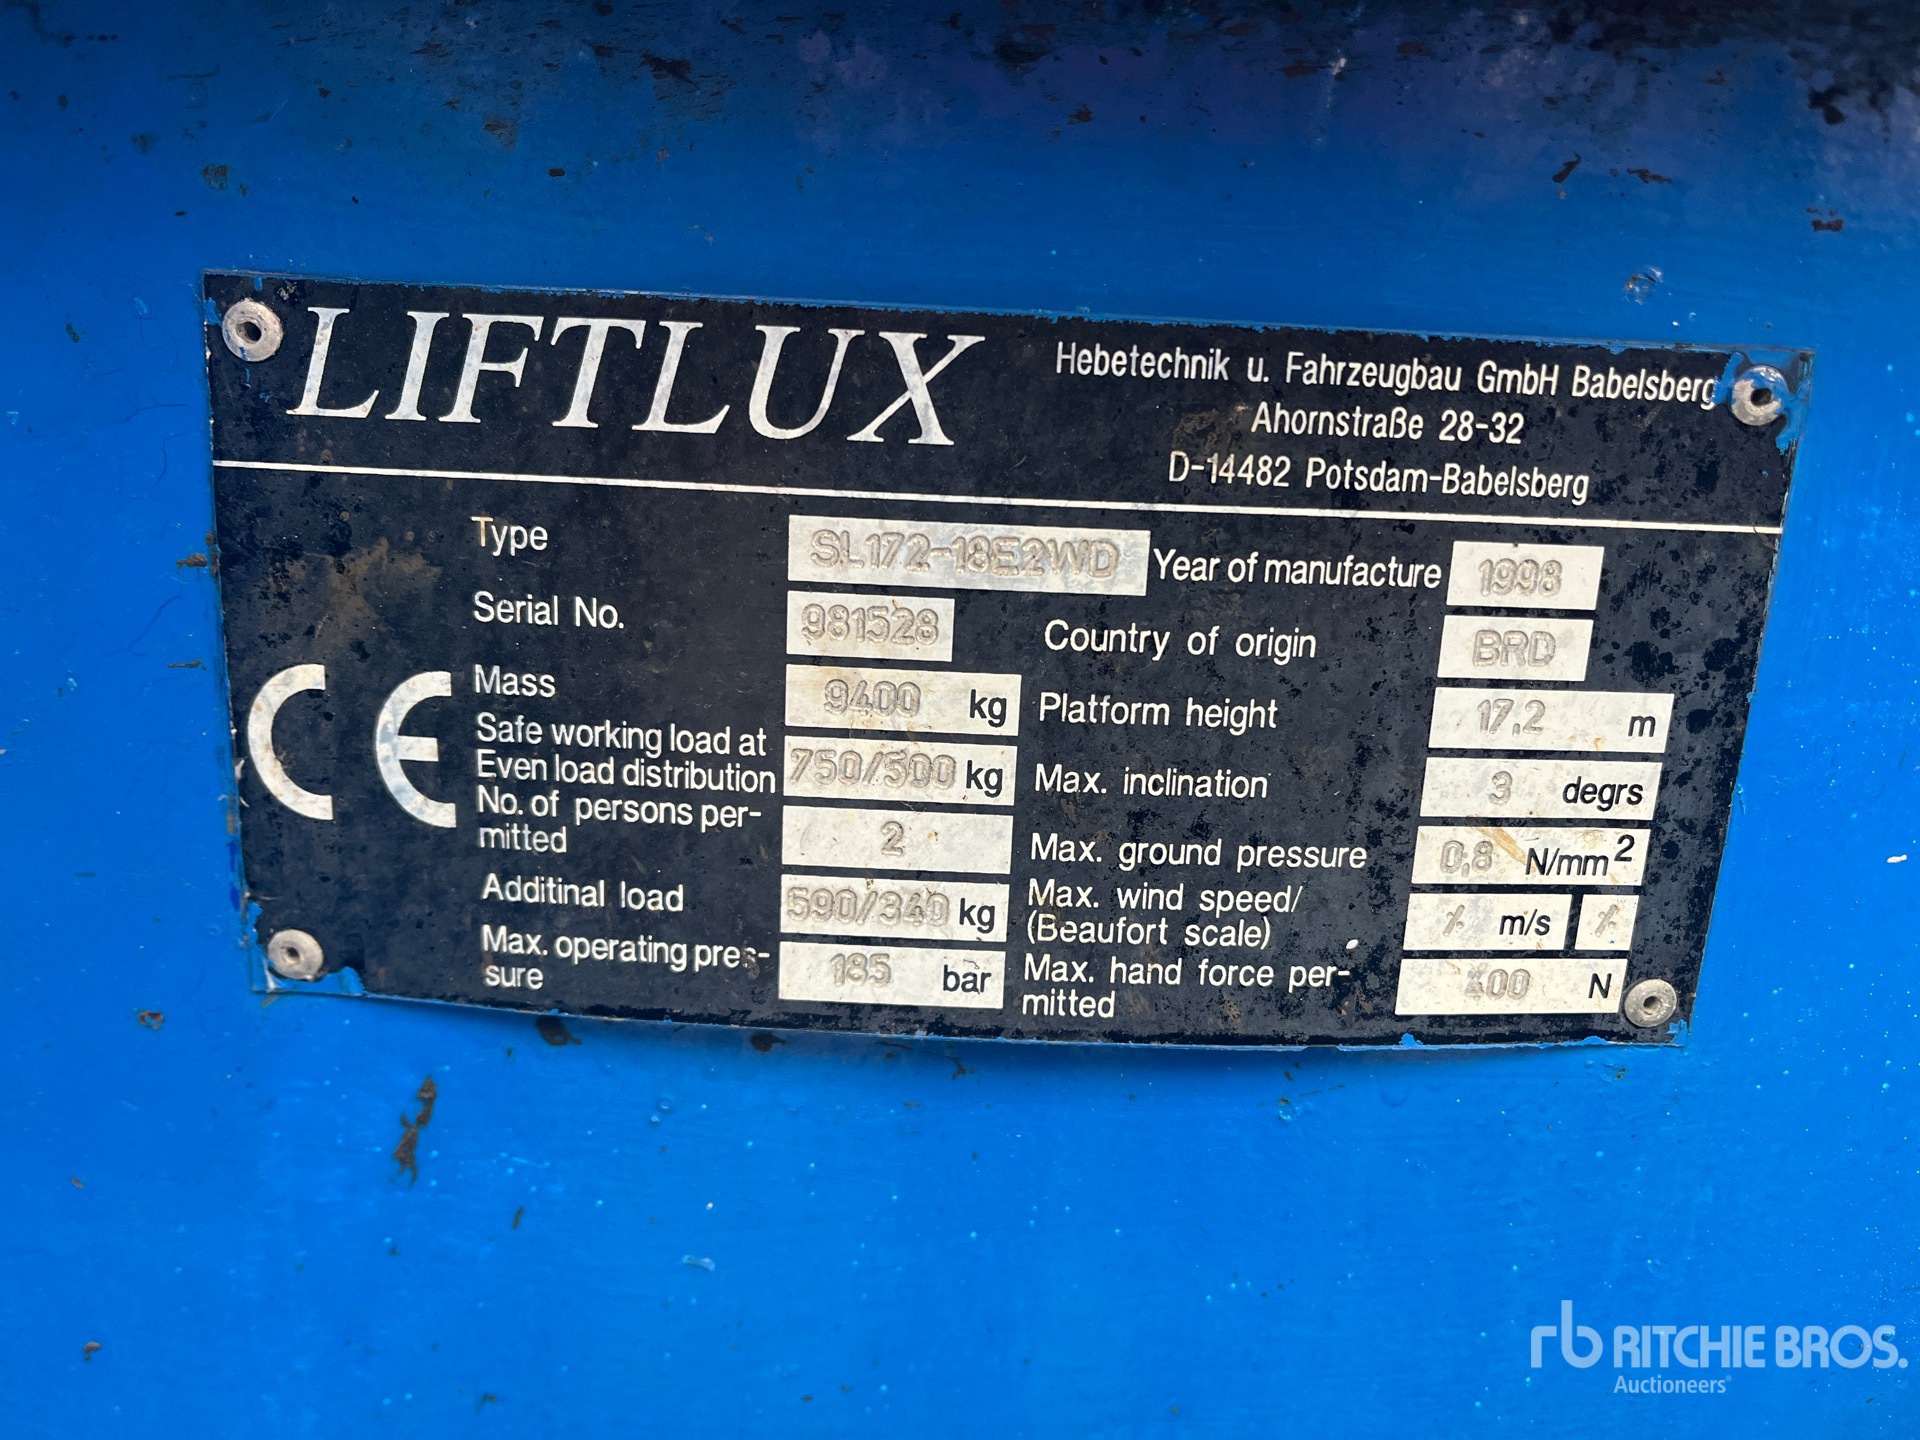 LIFTLUX
Hebetechnik u. Fahrzeugbau GmbH Babelsberg
Ahornstraße 28-32
D-14482 Potsdam-Babelsberg
Type SL172-18E2WD Year of manufacture 1998
Serial No. 981528 Country of origin BRD
CE
Mass 9400 kg Platform height 17,2 m
Safe working load at
Even load distribution 750/500 kg Max. inclination 3 degrs
No. of persons per-
mitted 2 Max. ground pressure 0,8 N/mm2
Additinal load 590/340 kg Max. wind speed/
(Beaufort scale) / m/s /
Max. operating pres-
sure 185 bar Max. hand force per-
mitted 400 N
rb RITCHIE BROS.
Auctioneers